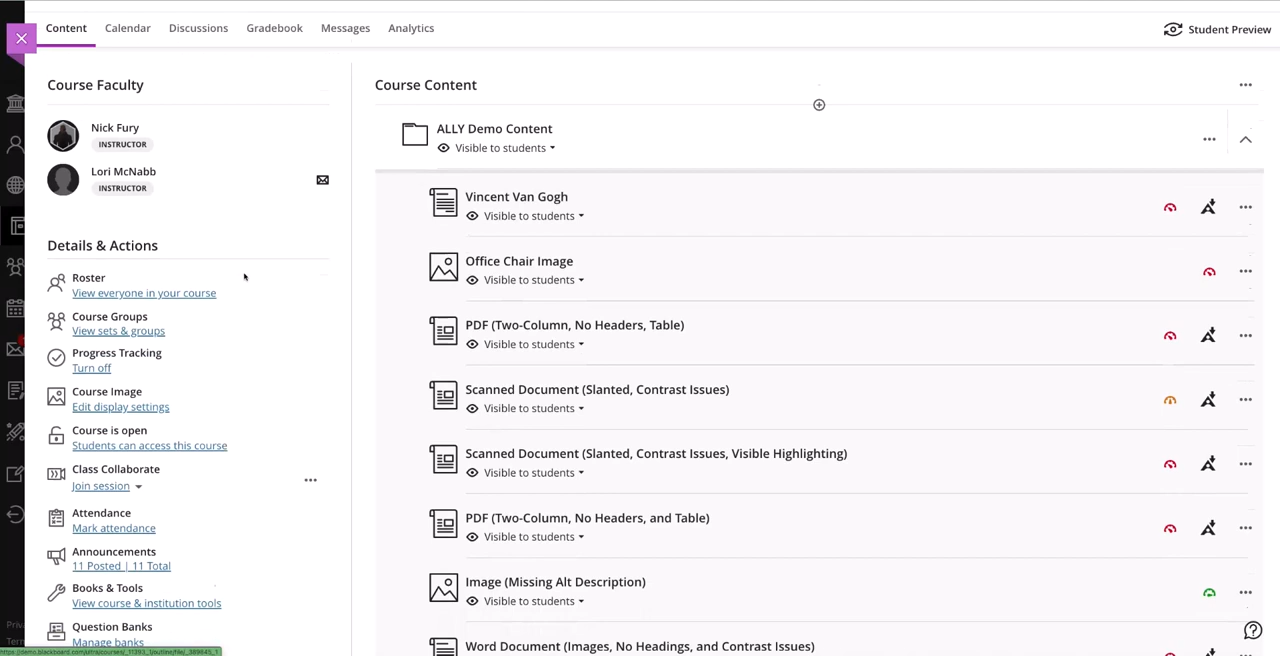 Content Calendar Discussions Gradebook Messages Analytics
Student Preview
Course Faculty
Nick Fury
INSTRUCTOR
Lori McNabb
INSTRUCTOR
Details & Actions
Roster
View everyone in your course
Course Groups
View sets & groups
Progress Tracking
Turn off
Course Image
Edit display settings
Course is open
Students can access this course
Class Collaborate
Join session
Attendance
Mark attendance
Announcements
11 Posted | 11 Total
Books & Tools
View course & institution tools
Question Banks
Manage banks
Course Content
ALLY Demo Content
Visible to students
Vincent Van Gogh
Visible to students
Office Chair Image
Visible to students
PDF (Two-Column, No Headers, Table)
Visible to students
Scanned Document (Slanted, Contrast Issues)
Visible to students
Scanned Document (Slanted, Contrast Issues, Visible Highlighting)
Visible to students
PDF (Two-Column, No Headers, and Table)
Visible to students
Image (Missing Alt Description)
Visible to students
Word Document (Images, No Headings, and Contrast Issues)